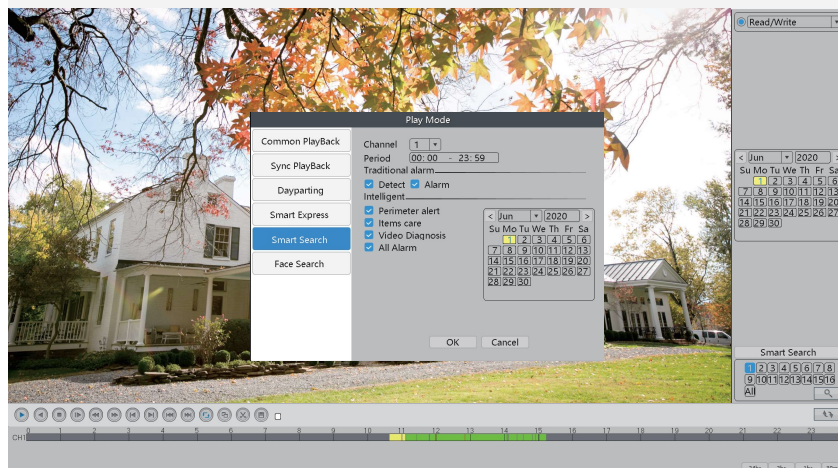 Read/Write
Play Mode
Common PlayBack
Sync PlayBack
Dayparting
Smart Express
Smart Search
Face Search
Channel 1
Period 00: 00 - 23: 59
Traditional alarm
Detect Alarm
Intelligent
Perimeter alert
Items care
Video Diagnosis
All Alarm
< Jun 2020 >
Su Mo Tu We Th Fr Sa
1 2 3 4 5 6
7 8 9 10 11 12 13
14 15 16 17 18 19 20
21 22 23 24 25 26 27
28 29 30
OK Cancel
< Jun 2020 >
Su Mo Tu We Th Fr Sa
1 2 3 4 5 6
7 8 9 10 11 12 13
14 15 16 17 18 19 20
21 22 23 24 25 26 27
28 29 30
Smart Search
1 2 3 4 5 6 7 8
9 10 11 12 13 14 15 16
All
0 1 2 3 4 5 6 7 8 9 10 11 12 13 14 15 16 17 18 19 20 21 22 23
CH1